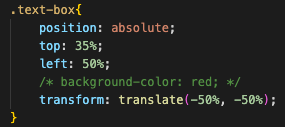 .text-box{
    position: absolute;
    top: 35%;
    left: 50%;
    /* background-color: red; */
    transform: translate(-50%, -50%);
}